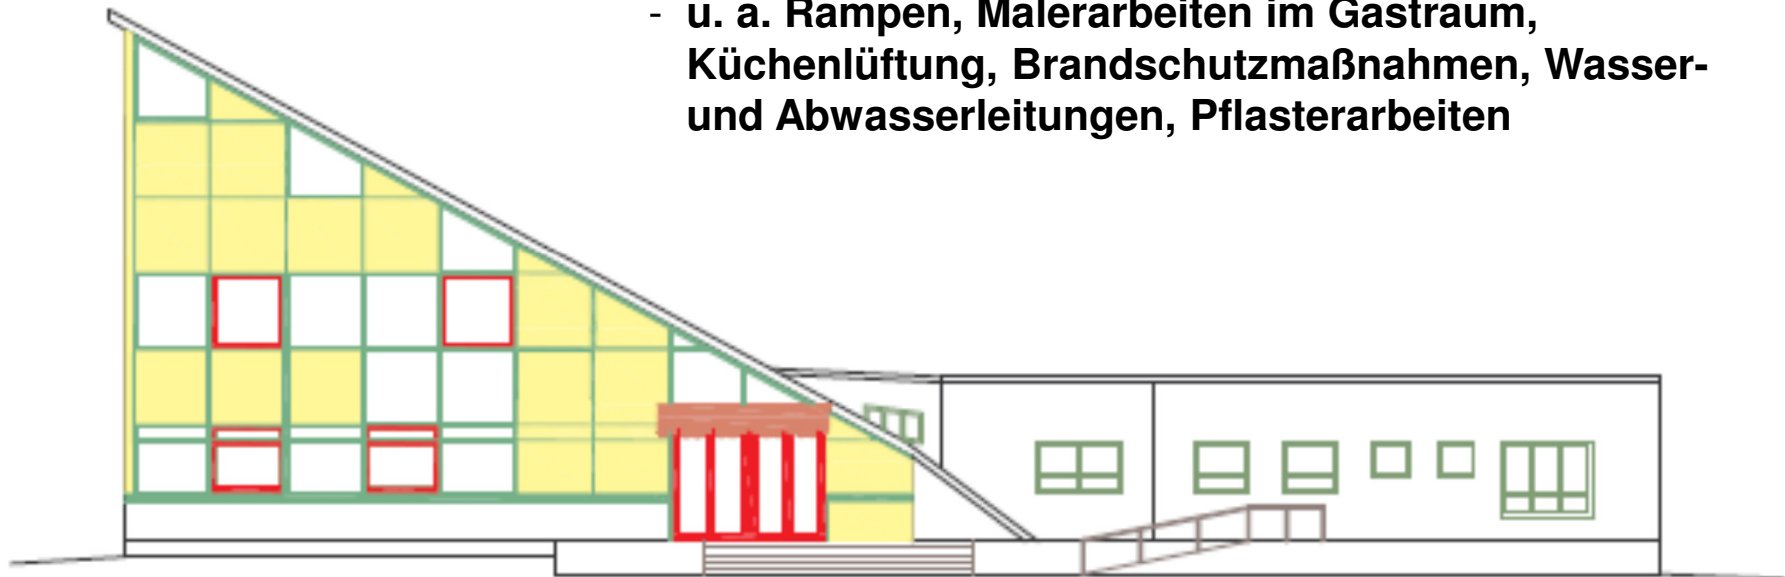 - u. a. Rampen, Malerarbeiten im Gastraum,
Küchenlüftung, Brandschutzmaßnahmen, Wasser-
und Abwasserleitungen, Pflasterarbeiten